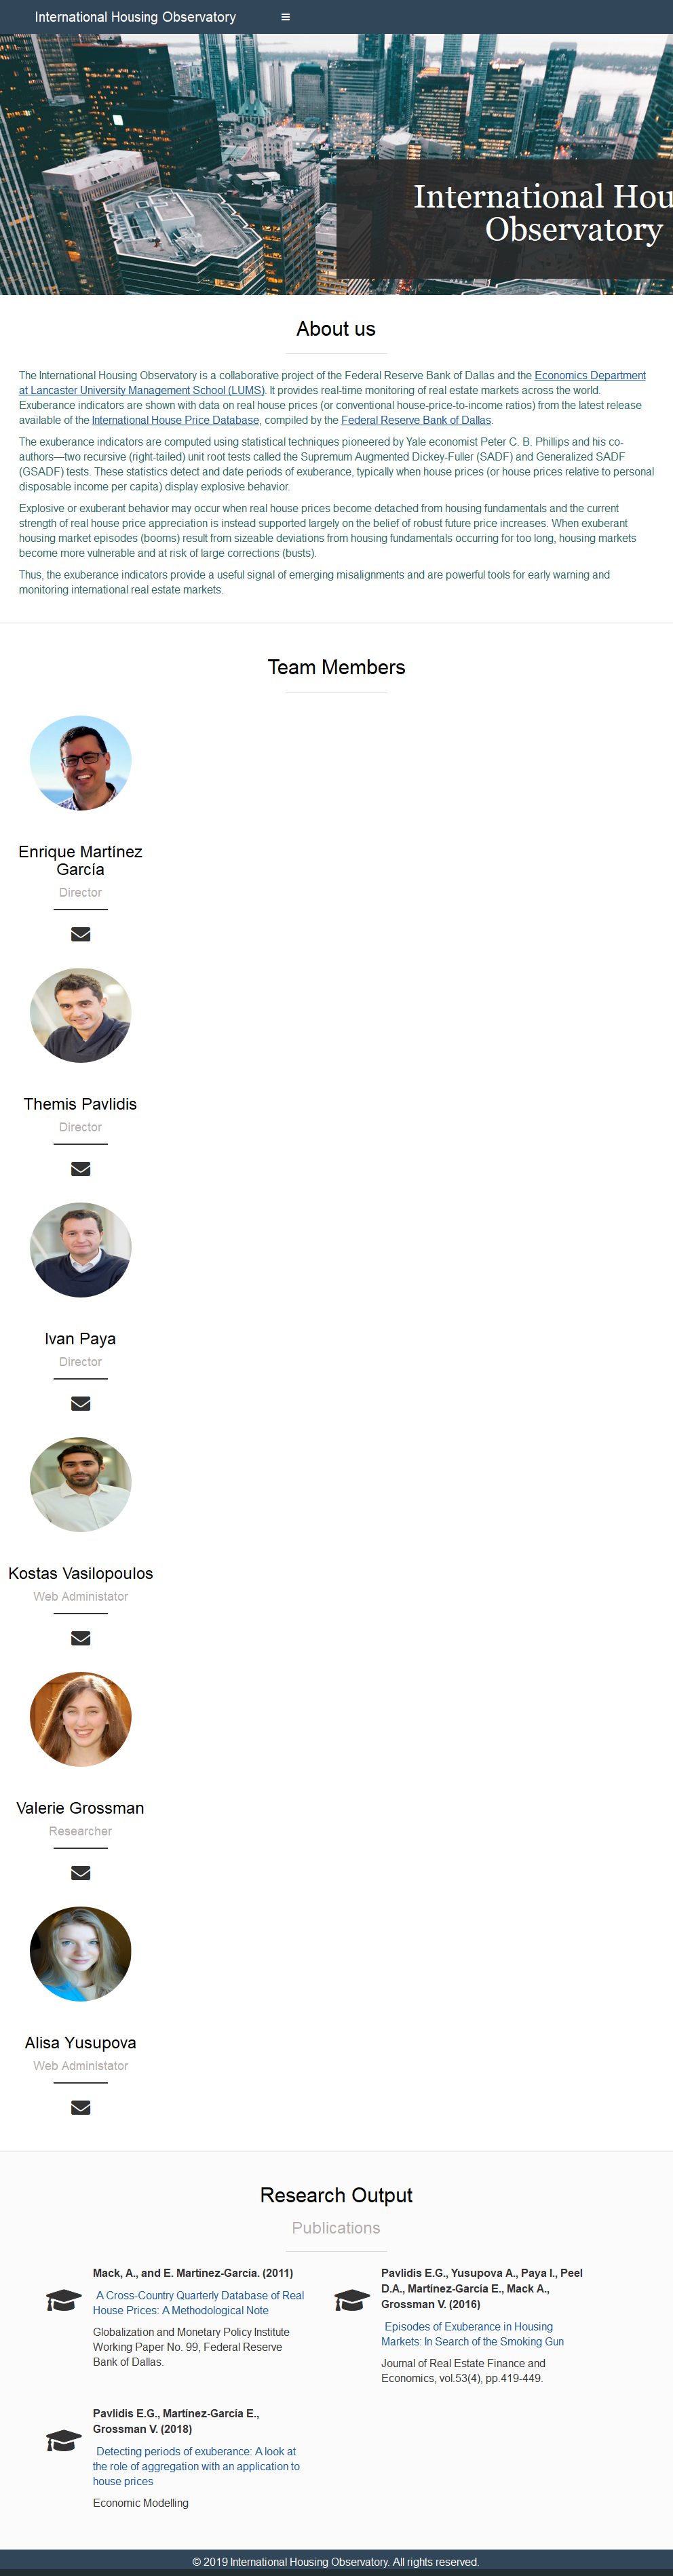 International Housing Observatory
International Hou
Observatory
About us
The International Housing Observatory is a collaborative project of the Federal Reserve Bank of Dallas and the Economics Department
at Lancaster University Management School (LUMS). It provides real-time monitoring of real estate markets across the world.
Exuberance indicators are shown with data on real house prices (or conventional house-price-to-income ratios) from the latest release
available of the International House Price Database, compiled by the Federal Reserve Bank of Dallas.
The exuberance indicators are computed using statistical techniques pioneered by Yale economist Peter C. B. Phillips and his co-
authors—two recursive (right-tailed) unit root tests called the Supremum Augmented Dickey-Fuller (SADF) and Generalized SADF
(GSADF) tests. These statistics detect and date periods of exuberance, typically when house prices (or house prices relative to personal
disposable income per capita) display explosive behavior.
Explosive or exuberant behavior may occur when real house prices become detached from housing fundamentals and the current
strength of real house price appreciation is instead supported largely on the belief of robust future price increases. When exuberant
housing market episodes (booms) result from sizeable deviations from housing fundamentals occurring for too long, housing markets
become more vulnerable and at risk of large corrections (busts).
Thus, the exuberance indicators provide a useful signal of emerging misalignments and are powerful tools for early warning and
monitoring international real estate markets.
Team Members
Enrique Martínez
García
Director
Themis Pavlidis
Director
Ivan Paya
Director
Kostas Vasilopoulos
Web Administator
Valerie Grossman
Researcher
Alisa Yusupova
Web Administator
Research Output
Publications
Mack, A., and E. Martínez-García. (2011)
A Cross-Country Quarterly Database of Real
House Prices: A Methodological Note
Globalization and Monetary Policy Institute
Working Paper No. 99, Federal Reserve
Bank of Dallas.
Pavlidis E.G., Yusupova A., Paya I., Peel
D.A., Martínez-García E., Mack A.,
Grossman V. (2016)
Episodes of Exuberance in Housing
Markets: In Search of the Smoking Gun
Journal of Real Estate Finance and
Economics, vol.53(4), pp.419-449.
Pavlidis E.G., Martínez-García E.,
Grossman V. (2018)
Detecting periods of exuberance: A look at
the role of aggregation with an application to
house prices
Economic Modelling
© 2019 International Housing Observatory. All rights reserved.